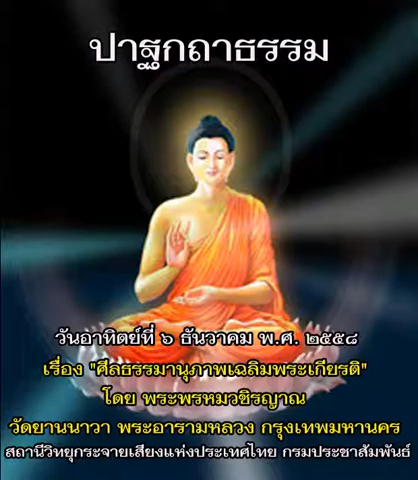 ปาฐกถาธรรม
วันอาทิตย์ที่ ๖ ธันวาคม พ.ศ. ๒๕๕๘
เรื่อง "ศีลธรรมานุภาพเฉลิมพระเกียรติ"
โดย พระพรหมวชิรญาณ
วัดยานนาวา พระอารามหลวง กรุงเทพมหานคร
สถานีวิทยุกระจายเสียงแห่งประเทศไทย กรมประชาสัมพันธ์